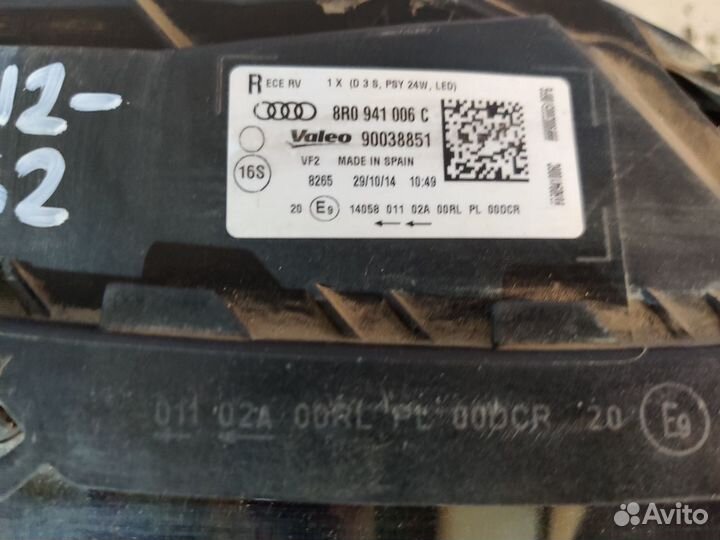 R ECE RV 1 X (D 3 S, PSY 24W, LED)
8R0 941 006 C
Valeo 90038851
16S VF2 MADE IN SPAIN
8265 29/10/14 10:49
20 E9 14058 011 02A 00RL PL 00DCR
12-
52
011 02A 00RL PL 00DCR 20 E9
Avito